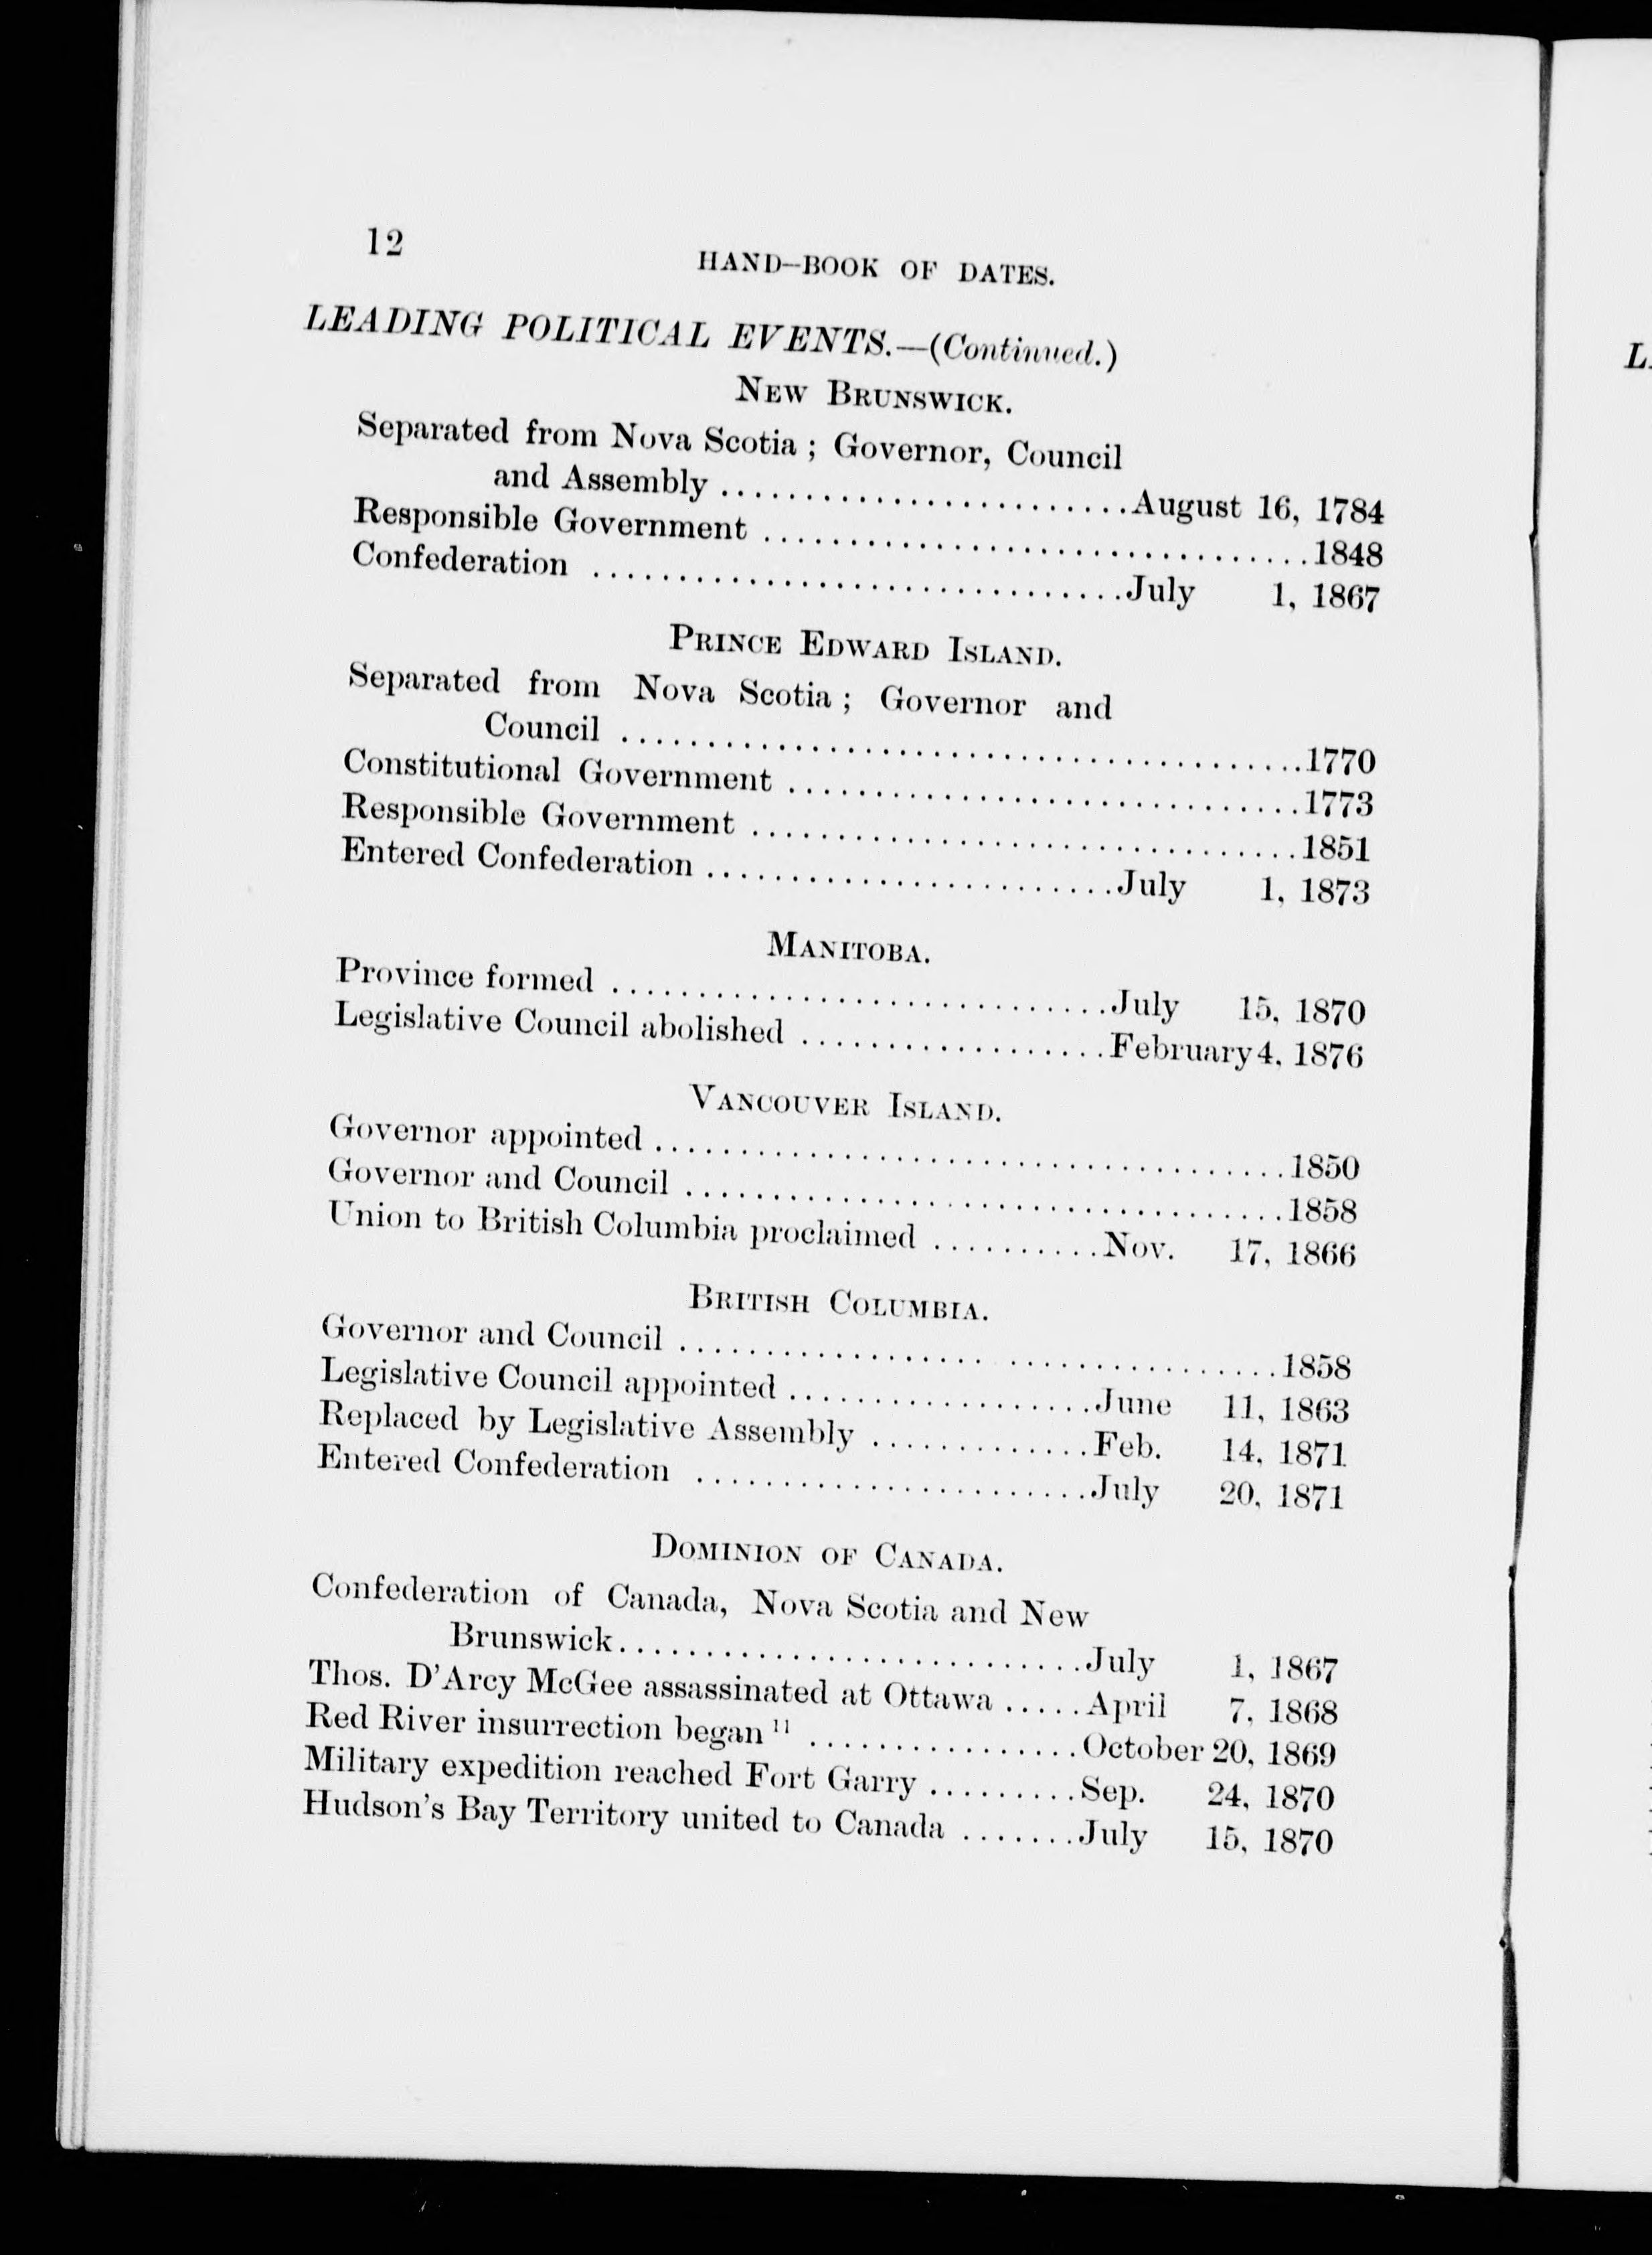 12
HAND-BOOK OF DATES.
LEADING POLITICAL EVENTS.—(Continued.)
NEW BRUNSWICK.
Separated from Nova Scotia ; Governor, Council
and Assembly ........................August 16, 1784
Responsible Government ................................1848
Confederation ...............................July 1, 1867
PRINCE EDWARD ISLAND.
Separated from Nova Scotia ; Governor and
Council ........................................1770
Constitutional Government ..............................1773
Responsible Government ................................1851
Entered Confederation ........................July 1, 1873
MANITOBA.
Province formed .............................July 15, 1870
Legislative Council abolished ..................February 4, 1876
VANCOUVER ISLAND.
Governor appointed .....................................1850
Governor and Council ...................................1858
Union to British Columbia proclaimed ..........Nov. 17, 1866
BRITISH COLUMBIA.
Governor and Council ...................................1858
Legislative Council appointed ..................June 11, 1863
Replaced by Legislative Assembly .............Feb. 14, 1871
Entered Confederation .......................July 20, 1871
DOMINION OF CANADA.
Confederation of Canada, Nova Scotia and New
Brunswick...........................July 1, 1867
Thos. D'Arcy McGee assassinated at Ottawa .....April 7, 1868
Red River insurrection began 11 ................October 20, 1869
Military expedition reached Fort Garry .........Sep. 24, 1870
Hudson's Bay Territory united to Canada .......July 15, 1870
L